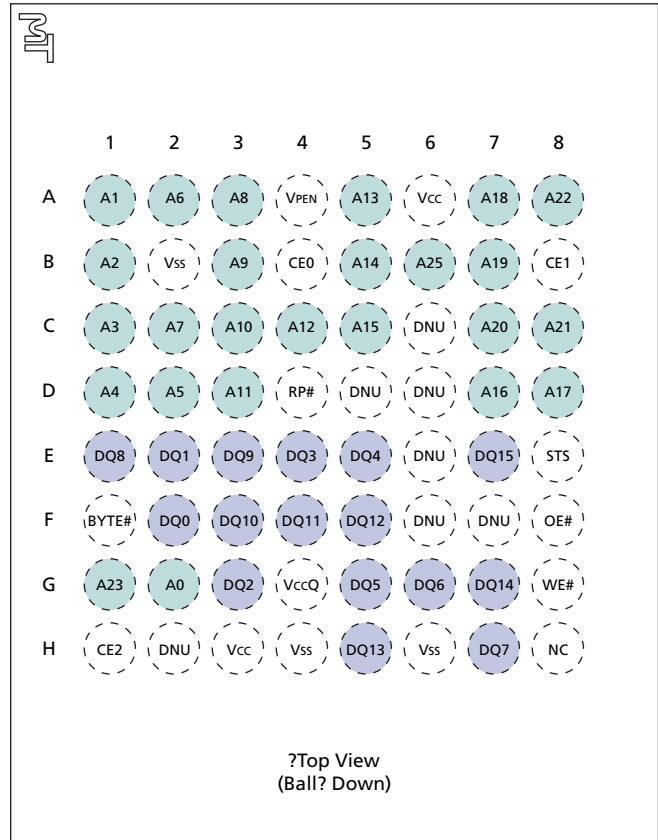 1 2 3 4 5 6 7 8
A A1 A6 A8 VPEN A13 VCC A18 A22
B A2 VSS A9 CE0 A14 A25 A19 CE1
C A3 A7 A10 A12 A15 DNU A20 A21
D A4 A5 A11 RP# DNU DNU A16 A17
E DQ8 DQ1 DQ9 DQ3 DQ4 DNU DQ15 STS
F BYTE# DQ0 DQ10 DQ11 DQ12 DNU DNU OE#
G A23 A0 DQ2 VCCQ DQ5 DQ6 DQ14 WE#
H CE2 DNU VCC VSS DQ13 VSS DQ7 NC
?Top View
(Ball? Down)